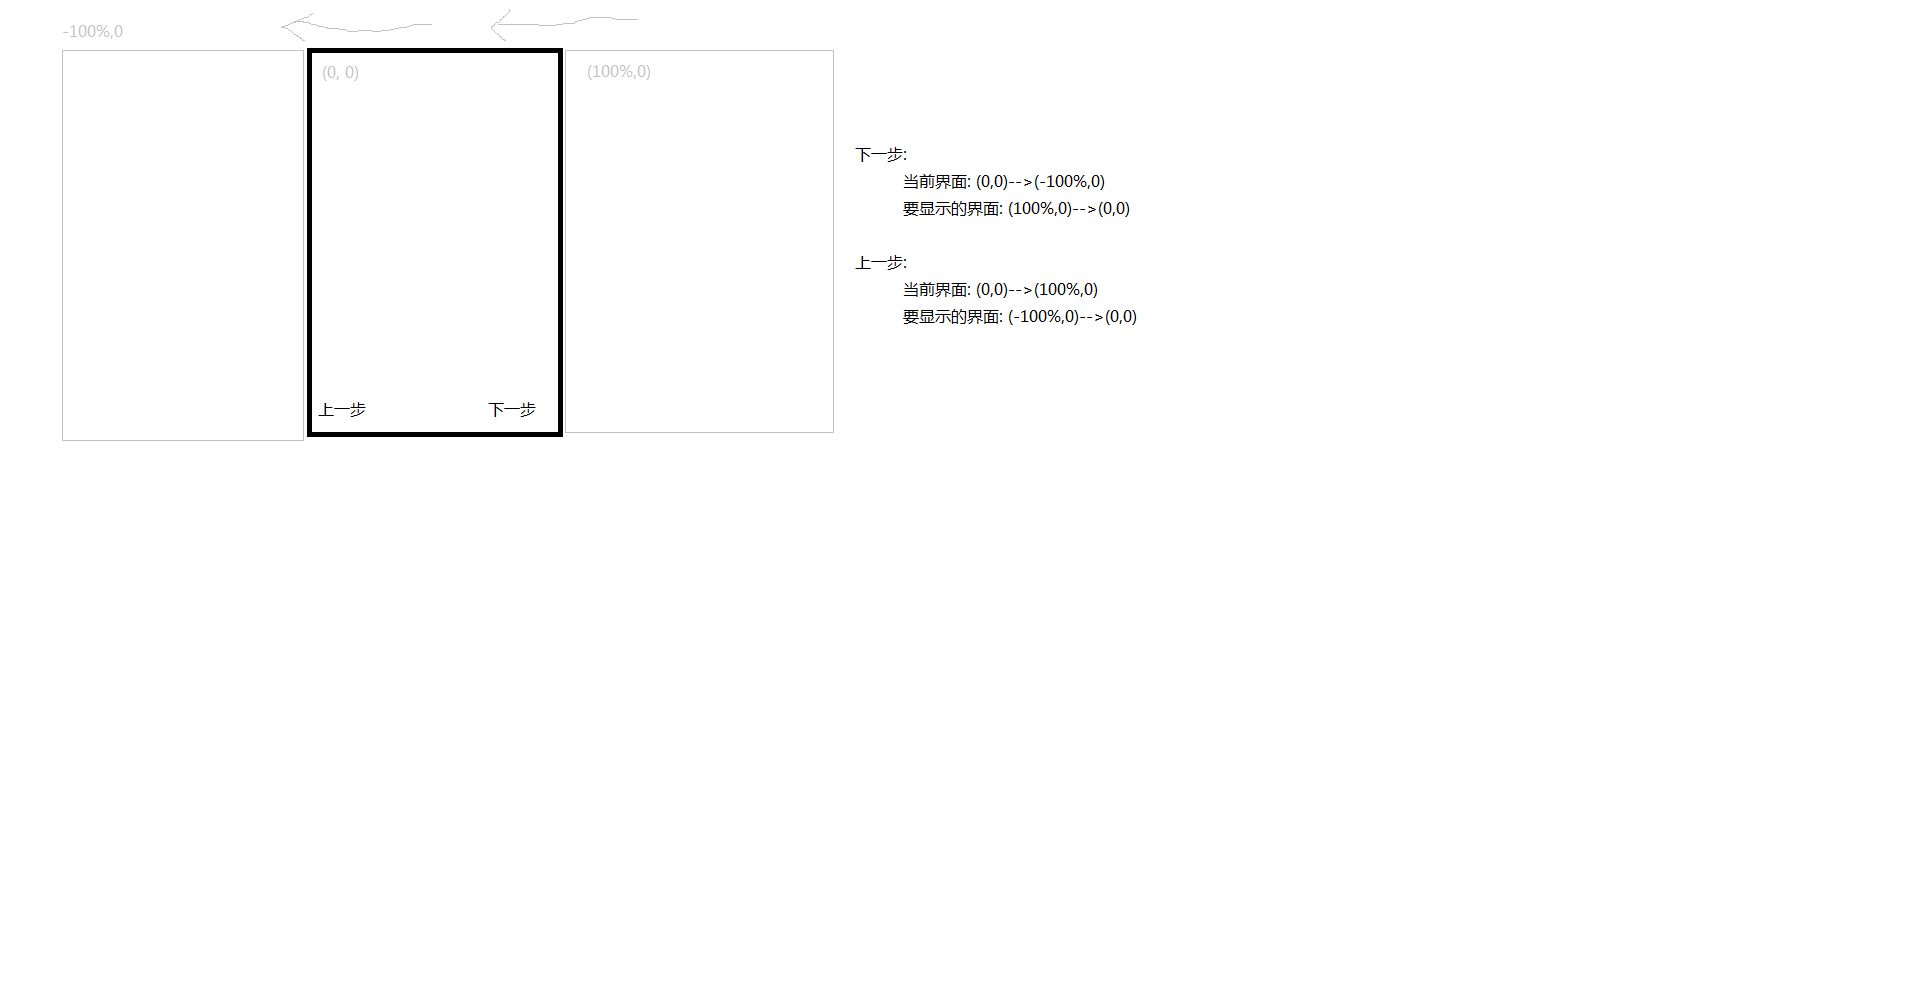 -100%,0
(0, 0)
(100%,0)
上一步
下一步
下一步:
当前界面: (0,0)-->(-100%,0)
要显示的界面: (100%,0)-->(0,0)
上一步:
当前界面: (0,0)-->(100%,0)
要显示的界面: (-100%,0)-->(0,0)